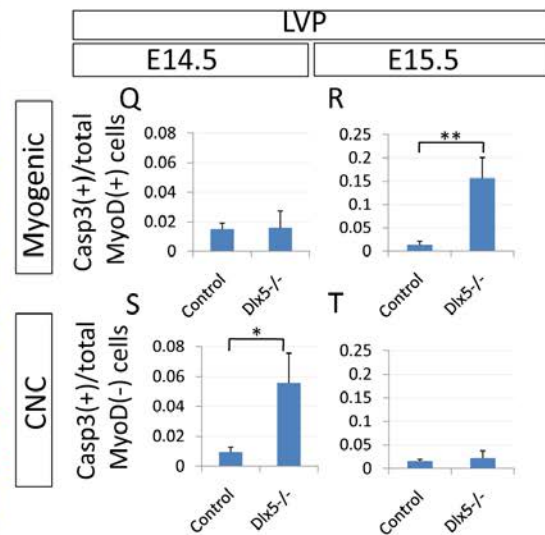 LVP
E14.5 E15.5
Q R
Myogenic
Casp3(+)/total
MyoD(+) cells
0.08
0.06
0.04
0.02
0
Control Dlx5-/-
**
0.25
0.2
0.15
0.1
0.05
0
Control Dlx5-/-
S T
CNC
Casp3(+)/total
MyoD(-) cells
*
0.08
0.06
0.04
0.02
0
Control Dlx5-/-
0.25
0.2
0.15
0.1
0.05
0
Control Dlx5-/-